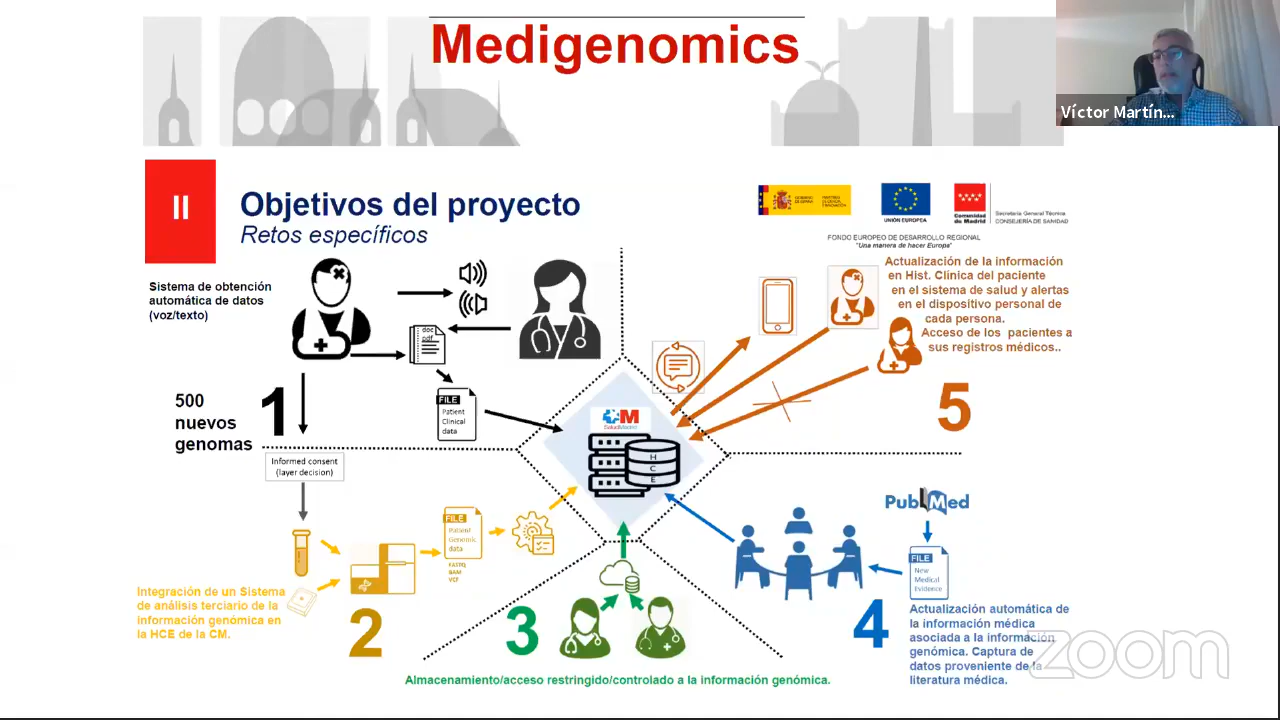 Medigenomics
Víctor Martín...
II
Objetivos del proyecto
Retos específicos
UNIÓN EUROPEA
Comunidad
de Madrid
Secretaría General Técnica
CONSEJERÍA DE SANIDAD
FONDO EUROPEO DE DESARROLLO REGIONAL
"Una manera de hacer Europa"
Sistema de obtención
automática de datos
(voz/texto)
doc
pdf
FILE
Patient
Clinical
data
500
nuevos
genomas
1
Informed consent
(layer decision)
Actualización de la información
en Hist. Clínica del paciente
en el sistema de salud y alertas
en el dispositivo personal de
cada persona.
Acceso de los pacientes a
sus registros médicos..
5
M
SaludMadrid
H
C
E
FILE
Patient
Genomic
data
FASTQ
BAM
VCF
Integración de un Sistema
de análisis terciario de la
información genómica en
la HCE de la CM.
2
3
Almacenamiento/acceso restringido/controlado a la información genómica.
PubMed
FILE
New
Medical
Evidence
4
Actualización automática de
la información médica
asociada a la información
genómica. Captura de
datos proveniente de la
literatura médica.
zoom